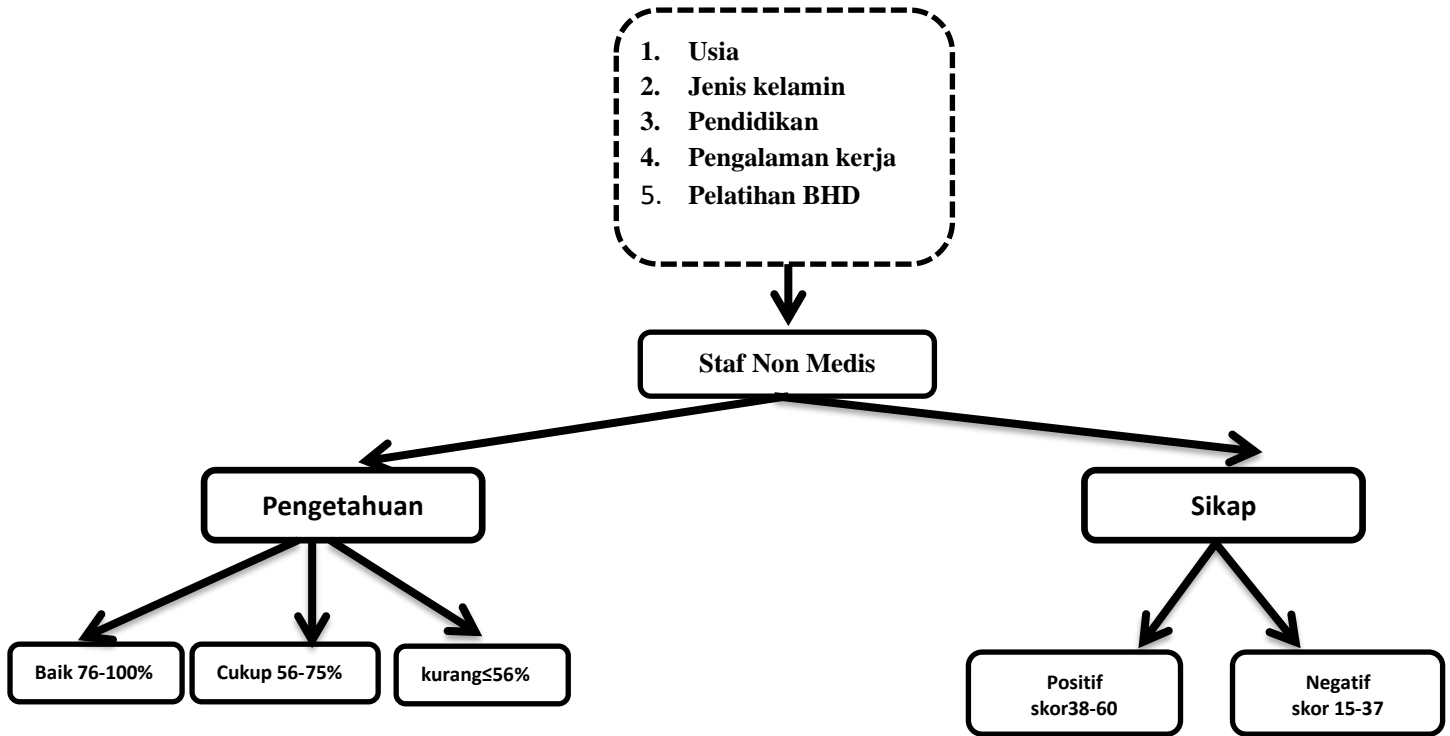 1. Usia
2. Jenis kelamin
3. Pendidikan
4. Pengalaman kerja
5. Pelatihan BHD
Staf Non Medis
Pengetahuan
Sikap
Baik 76-100%
Cukup 56-75%
kurang≤56%
Positif
skor38-60
Negatif
skor 15-37